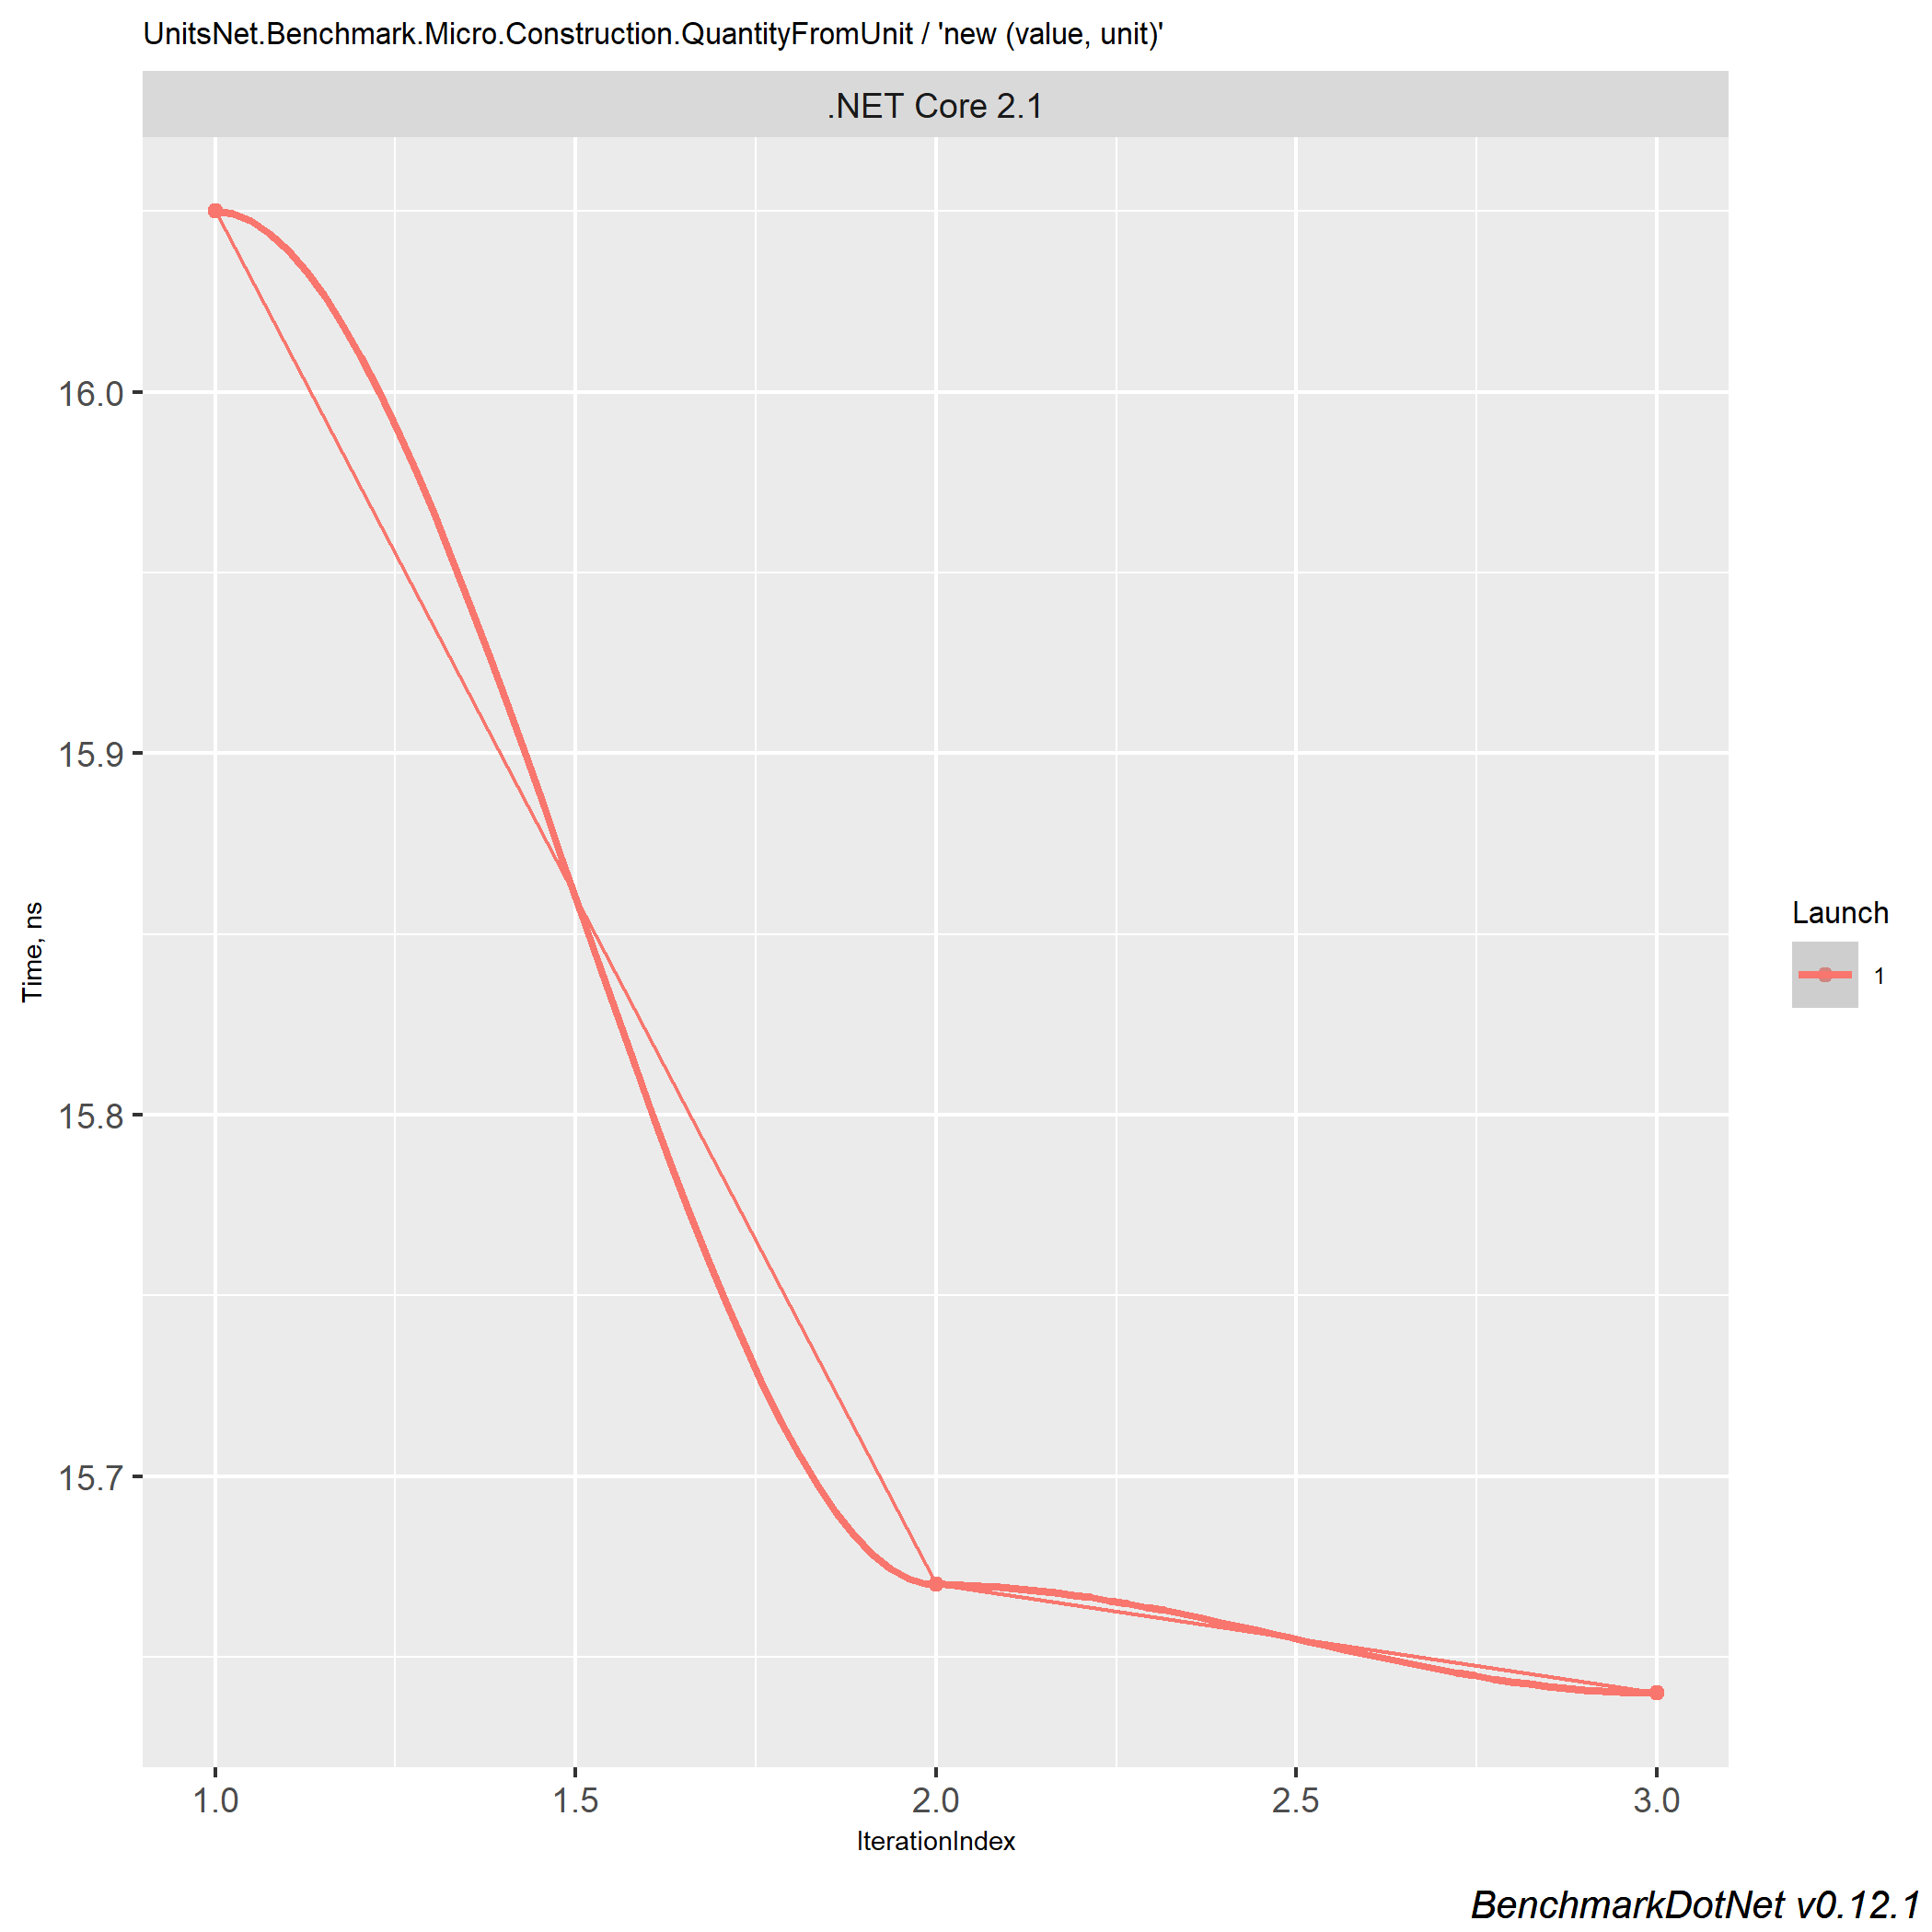 UnitsNet.Benchmark.Micro.Construction.QuantityFromUnit / 'new (value, unit)'
.NET Core 2.1
16.0
15.9
15.8
15.7
Time, ns
1.0 1.5 2.0 2.5 3.0
IterationIndex
Launch
1
BenchmarkDotNet v0.12.1